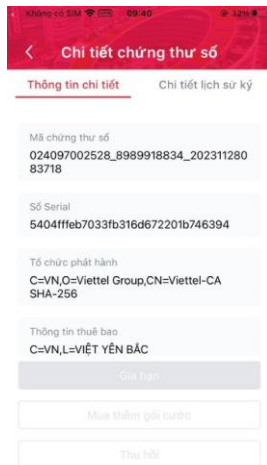 Không có SIM 09:40 32%
Chi tiết chứng thư số
Thông tin chi tiết Chi tiết lịch sử ký
Mã chứng thư số
024097002528_8989918834_202311280
83718
Số Serial
5404fffeb7033fb316d672201b746394
Tổ chức phát hành
C=VN,O=Viettel Group,CN=Viettel-CA
SHA-256
Thông tin thuê bao
C=VN,L=VIỆT YÊN BẮC
Gia hạn
Mua thêm gói cước
Thu hồi